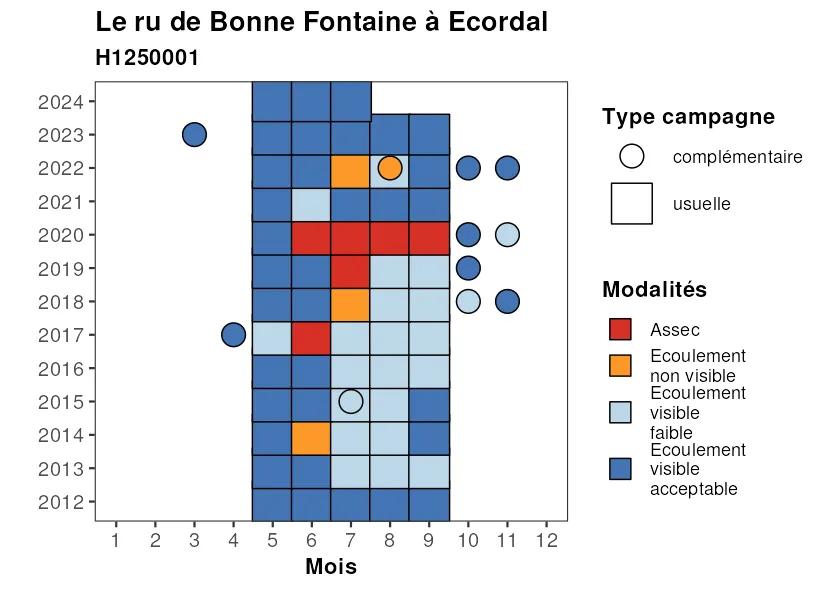 Le ru de Bonne Fontaine à Ecordal
H1250001
2024
2023
2022
2021
2020
2019
2018
2017
2016
2015
2014
2013
2012
1 2 3 4 5 6 7 8 9 10 11 12
Mois
Type campagne
complémentaire
usuelle
Modalités
Assec
Ecoulement
non visible
Ecoulement
visible
faible
Ecoulement
visible
acceptable